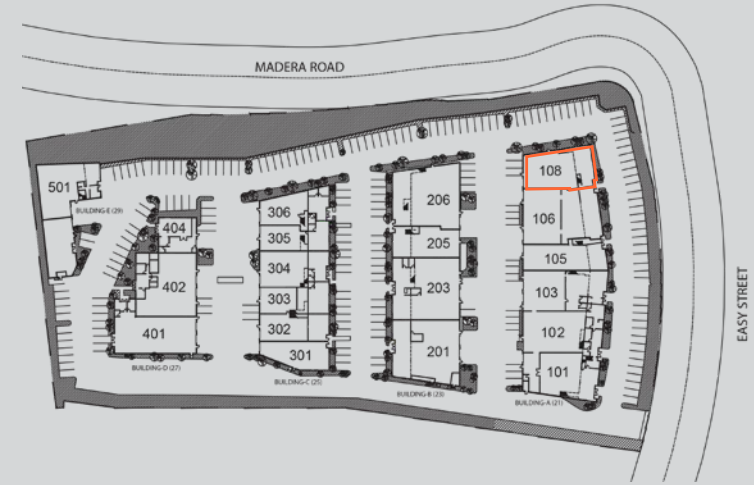 MADERA ROAD
EASY STREET
501
BUILDING-E (29)
404
402
401
BUILDING-D (27)
306
305
304
303
302
301
BUILDING-C (25)
206
205
203
201
BUILDING-B (23)
108
106
105
103
102
101
BUILDING-A (21)